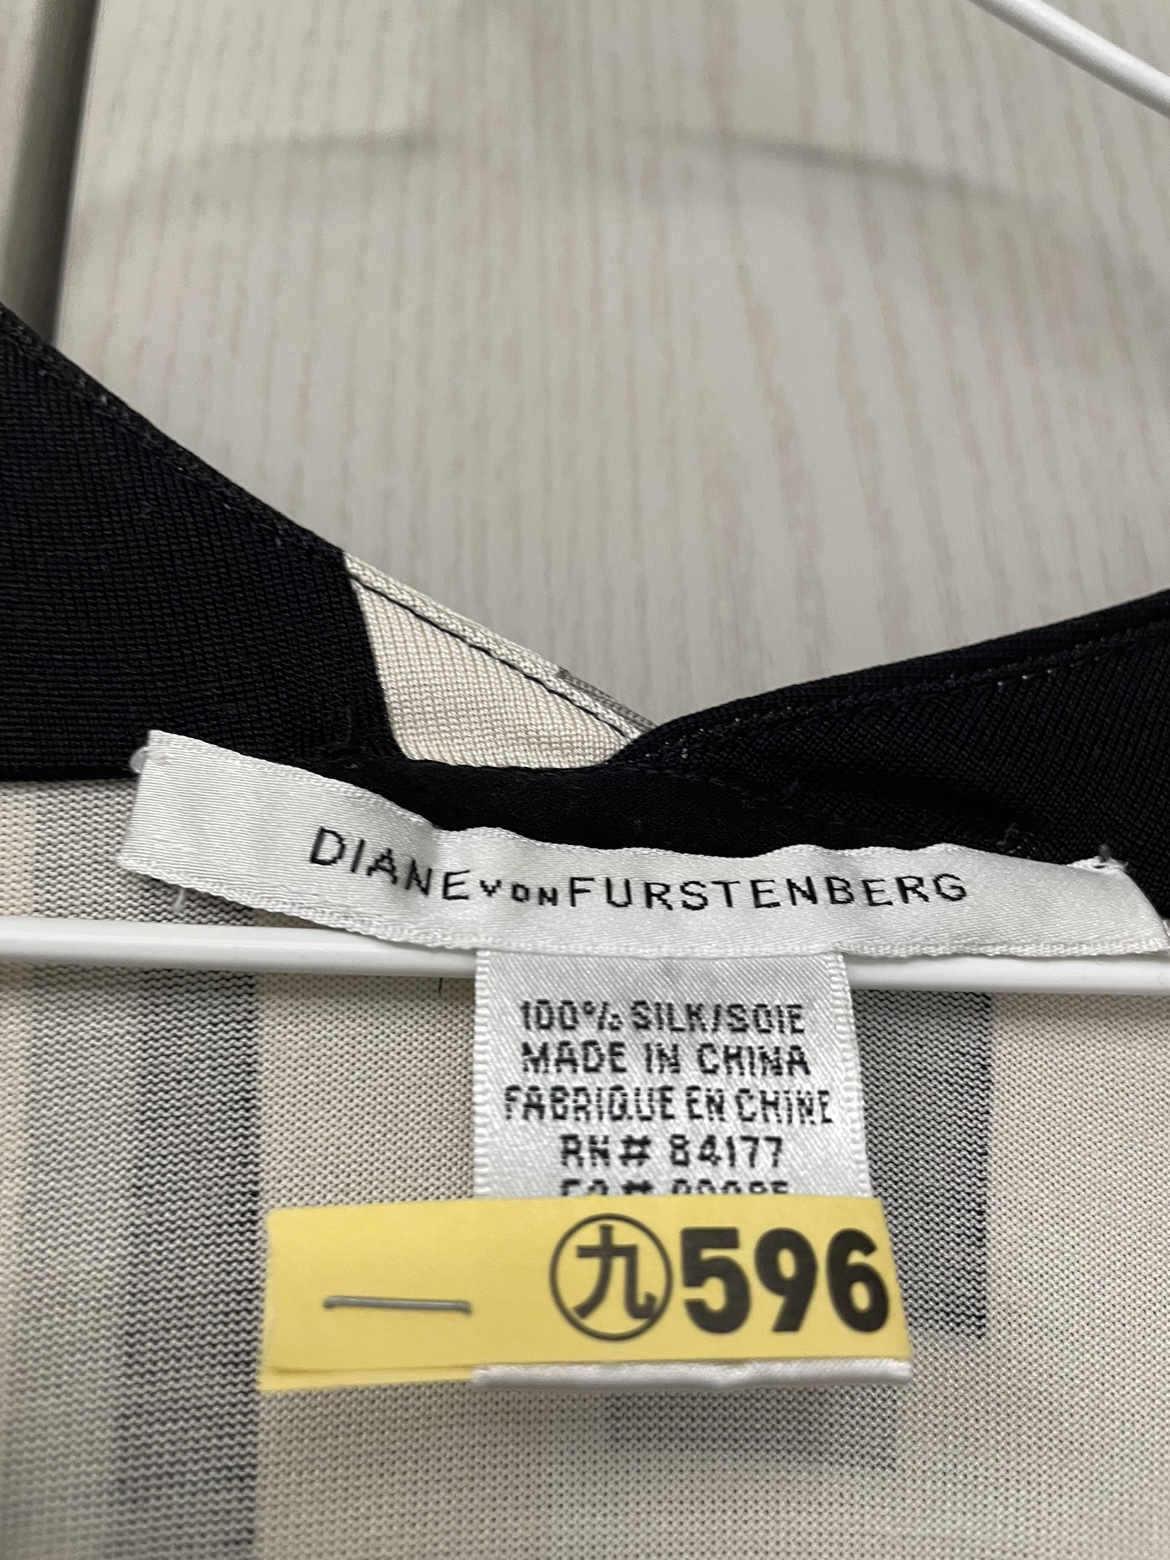 DIANE VON FURSTENBERG
100% SILK/SOIE
MADE IN CHINA
FABRIQUE EN CHINE
RN# 84177
㊈596